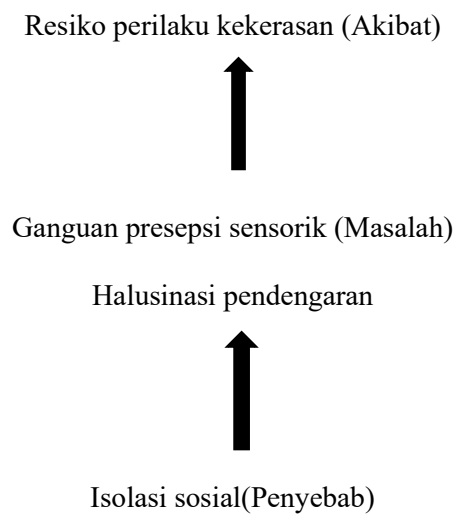 Resiko perilaku kekerasan (Akibat)
Ganguan presepsi sensorik (Masalah)
Halusinasi pendengaran
Isolasi sosial(Penyebab)